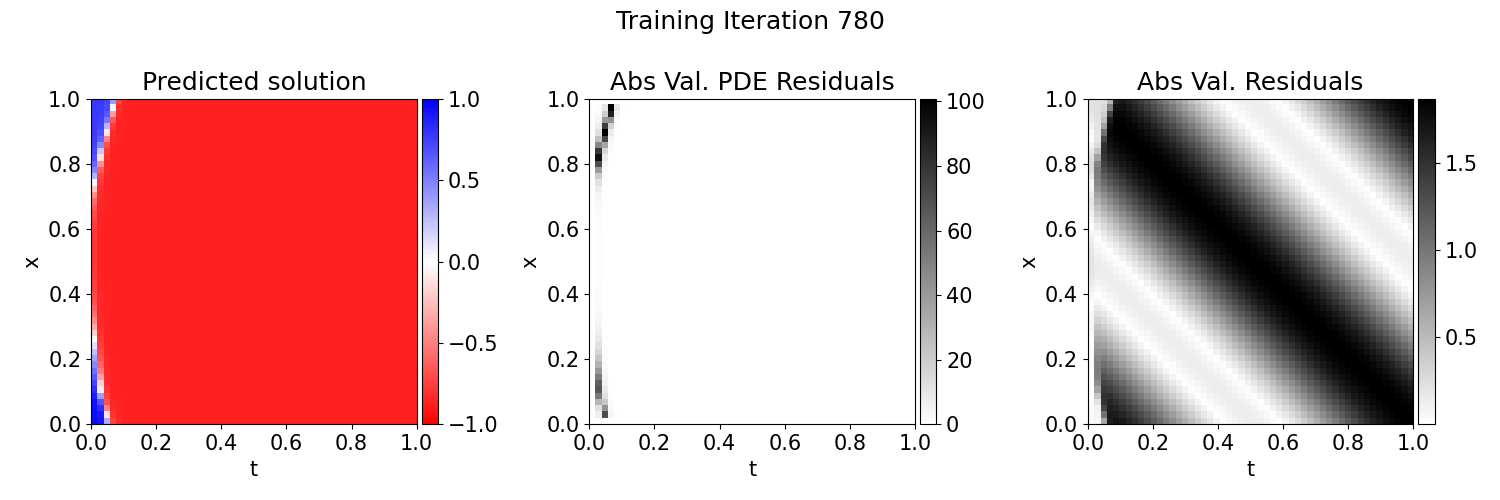 Training Iteration 780
Predicted solution
Abs Val. PDE Residuals
Abs Val. Residuals
1.0
0.8
0.6
0.4
0.2
0.0
x
0.0 0.2 0.4 0.6 0.8 1.0
t
1.0
0.5
0.0
−0.5
−1.0
1.0
0.8
0.6
0.4
0.2
0.0
x
0.0 0.2 0.4 0.6 0.8 1.0
t
100
80
60
40
20
0
1.0
0.8
0.6
0.4
0.2
0.0
x
0.0 0.2 0.4 0.6 0.8 1.0
t
1.5
1.0
0.5